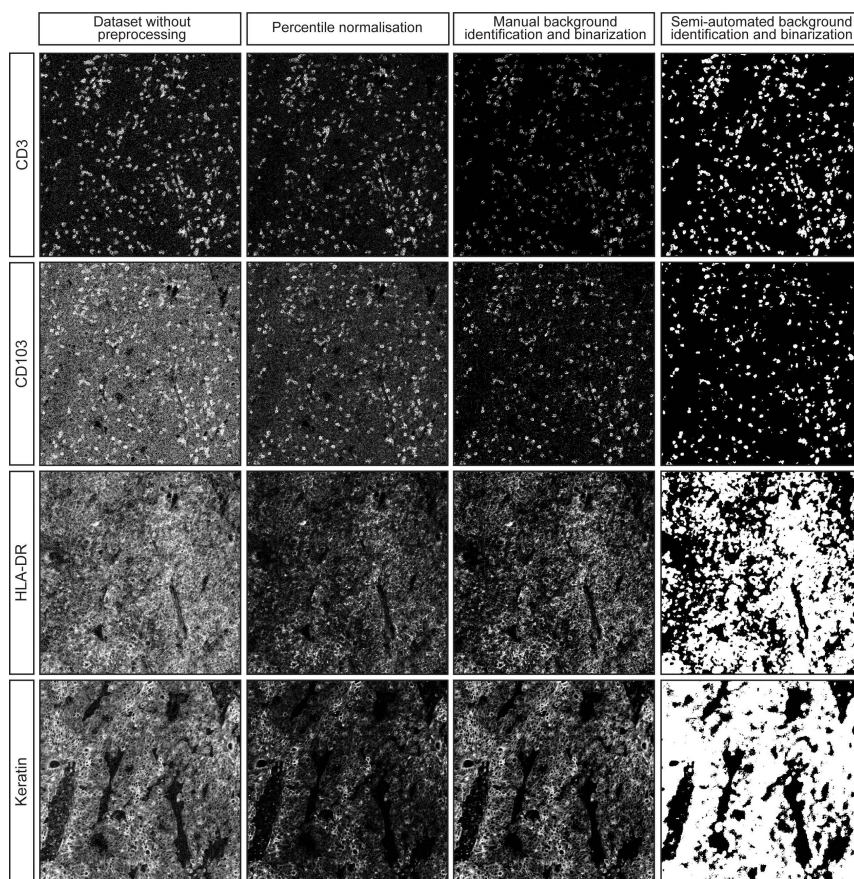 Dataset without
preprocessing
Percentile normalisation
Manual background
identification and binarization
Semi-automated background
identification and binarization
CD3
CD103
HLA-DR
Keratin